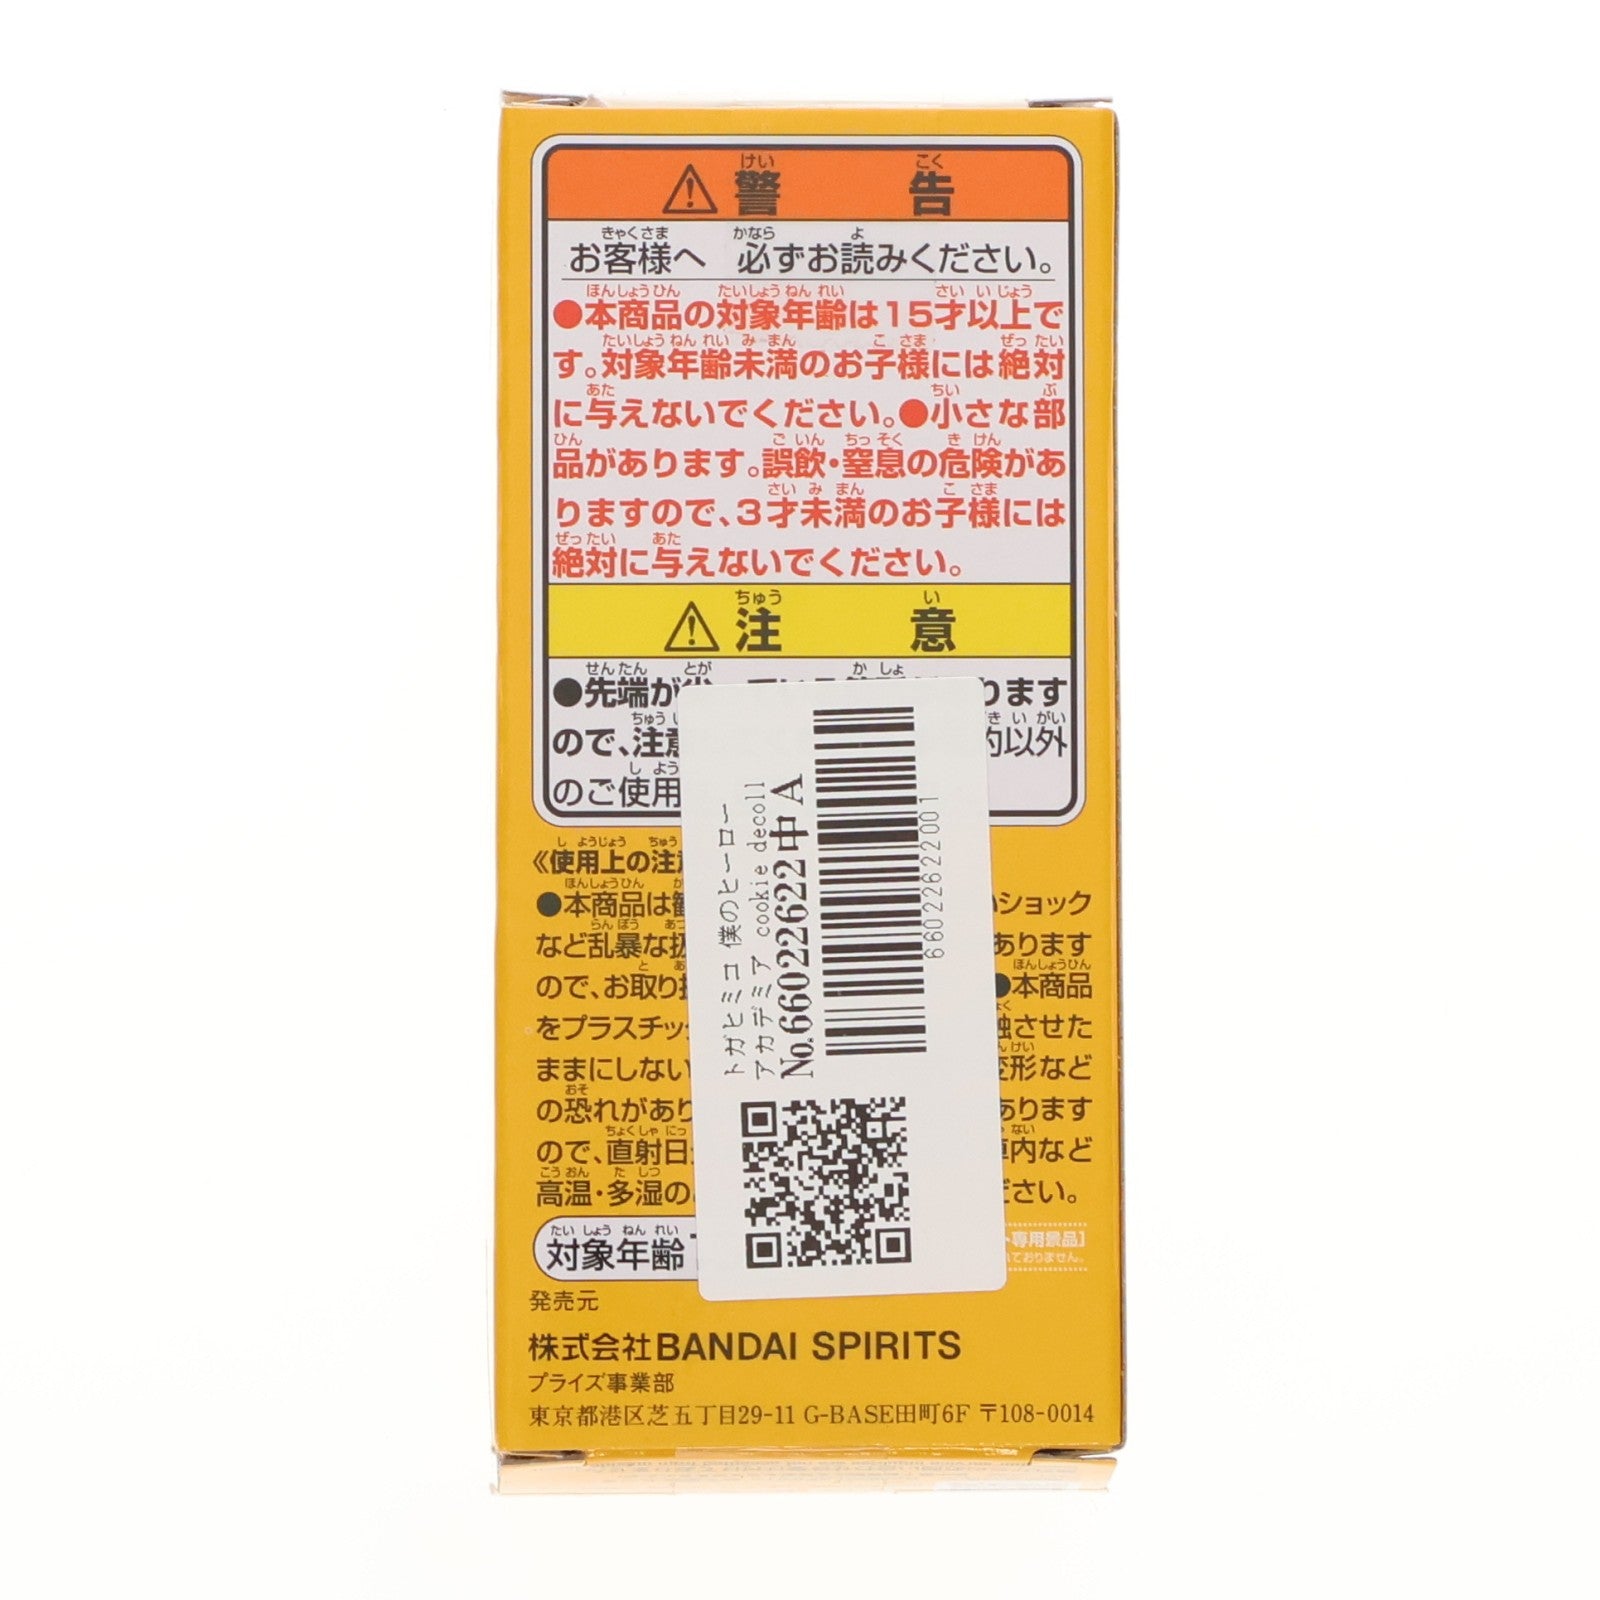 警告
お客様へ 必ずお読みください。
●本商品の対象年齢は15才以上で
す。対象年齢未満のお子様には絶対
に与えないでください。●小さな部
品があります。誤飲・窒息の危険があ
りますので、3才未満のお子様には
絶対に与えないでください。
注意
●先端が ります
ので、注意 以外
のご使用
《使用上の注意
●本商品は ショック
など乱暴な扱 あります
ので、お取り ●本商品
をプラスチッ 触させた
ままにしない 変形など
の恐れがあり あります
ので、直射日 内など
高温・多湿の ださい。
対象年齢
専用景品]
れておりません。
トガヒミコ 僕のヒーロー
アカデミア cookie decoll
No.66022622中A
66022622001
発売元
株式会社BANDAI SPIRITS
プライズ事業部
東京都港区芝五丁目29-11 G-BASE田町6F 〒108-0014